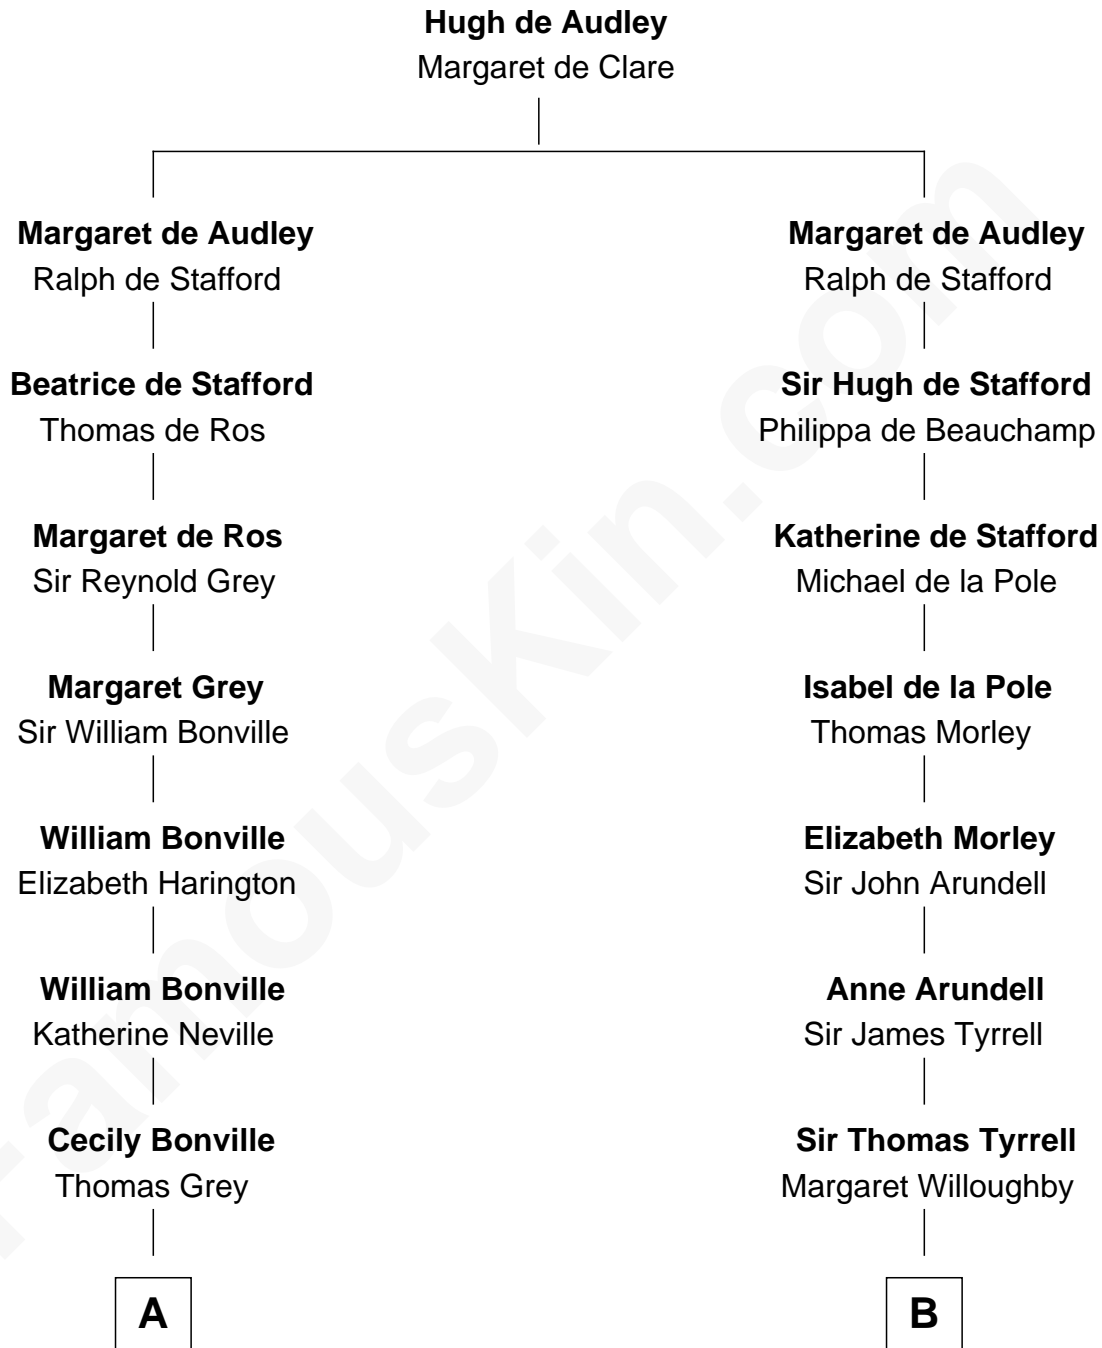 Hugh de Audley
Margaret de Clare
Margaret de Audley
Ralph de Stafford
Beatrice de Stafford
Thomas de Ros
Margaret de Ros
Sir Reynold Grey
Margaret Grey
Sir William Bonville
William Bonville
Elizabeth Harington
William Bonville
Katherine Neville
Cecily Bonville
Thomas Grey
A
Margaret de Audley
Ralph de Stafford
Sir Hugh de Stafford
Philippa de Beauchamp
Katherine de Stafford
Michael de la Pole
Isabel de la Pole
Thomas Morley
Elizabeth Morley
Sir John Arundell
Anne Arundell
Sir James Tyrrell
Sir Thomas Tyrrell
Margaret Willoughby
B
FamousKin.com